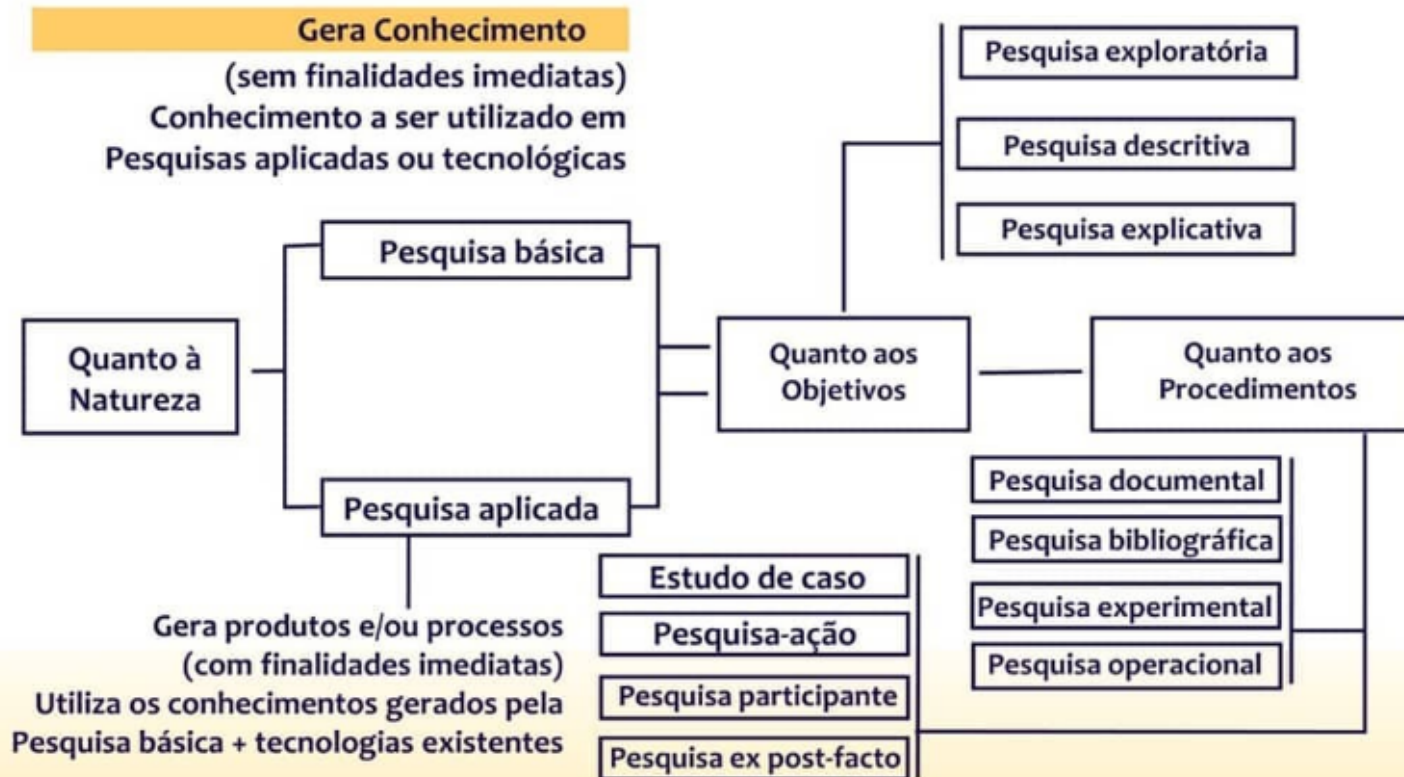 Gera Conhecimento
(sem finalidades imediatas)
Conhecimento a ser utilizado em
Pesquisas aplicadas ou tecnológicas
Pesquisa básica
Quanto à
Natureza
Pesquisa aplicada
Gera produtos e/ou processos
(com finalidades imediatas)
Utiliza os conhecimentos gerados pela
Pesquisa básica + tecnologias existentes
Quanto aos
Objetivos
Pesquisa exploratória
Pesquisa descritiva
Pesquisa explicativa
Quanto aos
Procedimentos
Pesquisa documental
Pesquisa bibliográfica
Pesquisa experimental
Pesquisa operacional
Estudo de caso
Pesquisa-ação
Pesquisa participante
Pesquisa ex post-facto